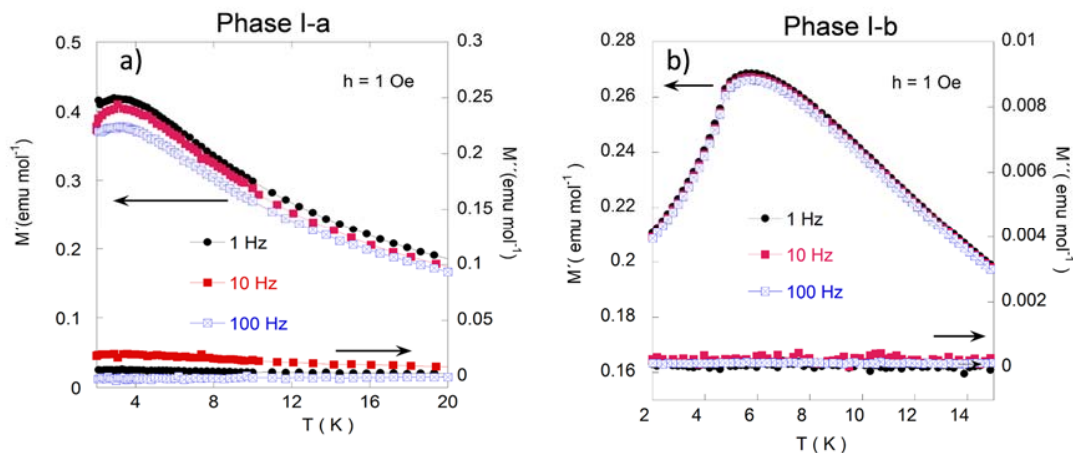 Phase I-a
a)
h = 1 Oe
0.5
0.4
0.3
0.2
0.1
0
M´(emu mol-1)
0.3
0.25
0.2
0.15
0.1
0.05
0
M´´(emu mol-1)
1 Hz
10 Hz
100 Hz
4
8
12
16
20
T ( K )
Phase I-b
b)
h = 1 Oe
0.28
0.26
0.24
0.22
0.2
0.18
0.16
M´( emu mol-1)
0.01
0.008
0.006
0.004
0.002
0
M´´( emu mol-1)
1 Hz
10 Hz
100 Hz
2
4
6
8
10
12
14
T ( K )